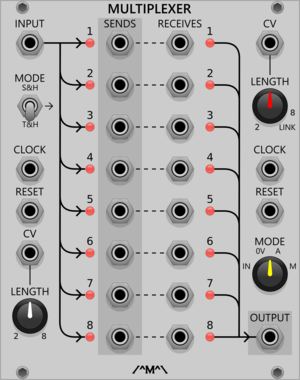 MULTIPLEXER
INPUT
SENDS
RECEIVES
CV
1
1
MODE
S&H
T&H
2
2
LENGTH
2
8
LINK
3
3
CLOCK
4
4
CLOCK
RESET
5
5
RESET
CV
6
6
MODE
0V
A
IN
M
LENGTH
2
8
7
7
8
8
OUTPUT
/^M^\